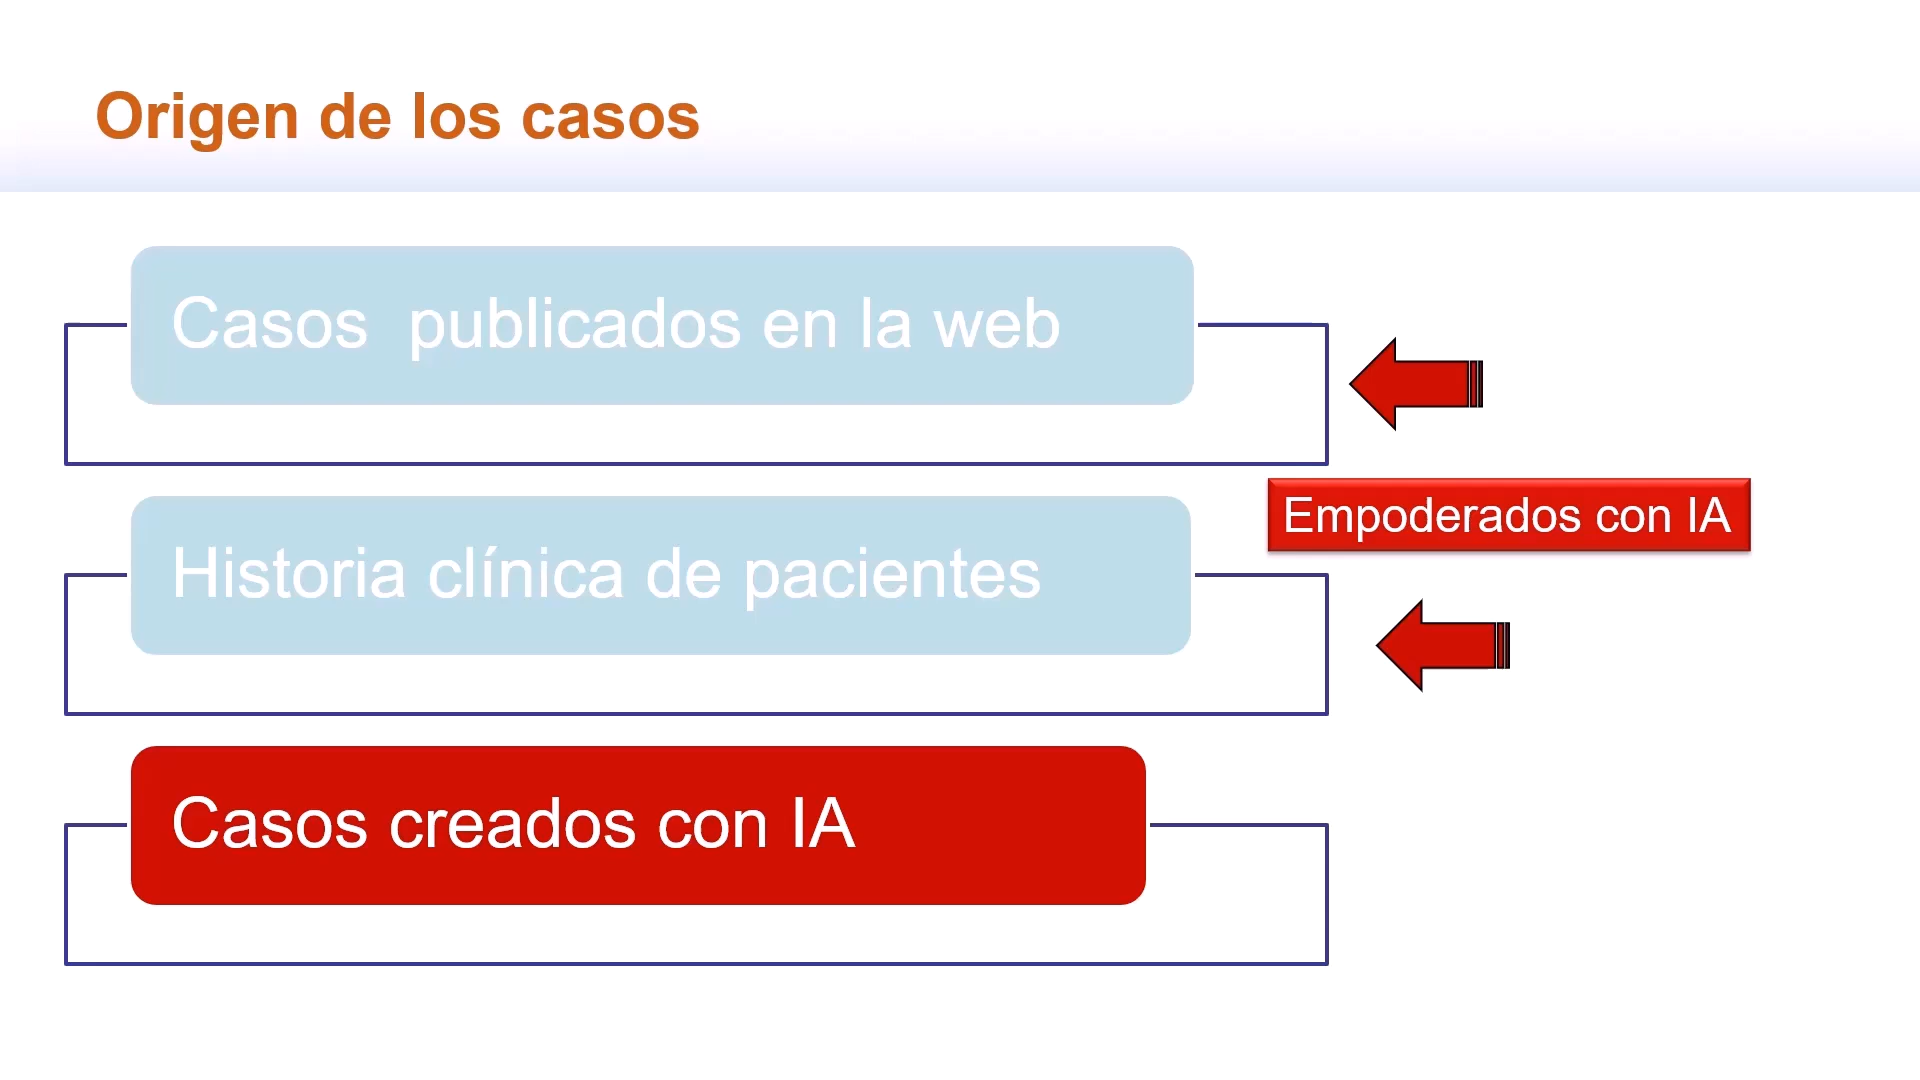 Origen de los casos
Casos  publicados en la web
Empoderados con IA
Historia clínica de pacientes
Casos creados con IA